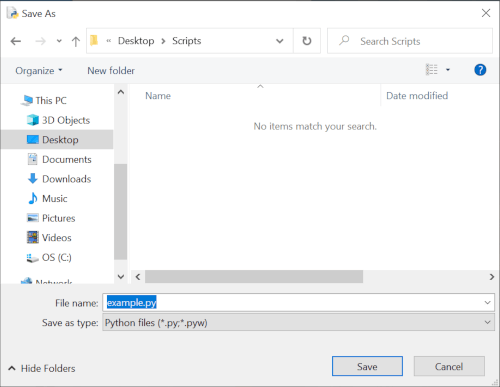 Save As
« Desktop > Scripts
Search Scripts
Organize
New folder
This PC
3D Objects
Desktop
Documents
Downloads
Music
Pictures
Videos
OS (C:)
Network
Name
Date modified
No items match your search.
File name: example.py
Save as type: Python files (*.py;*.pyw)
Hide Folders
Save
Cancel